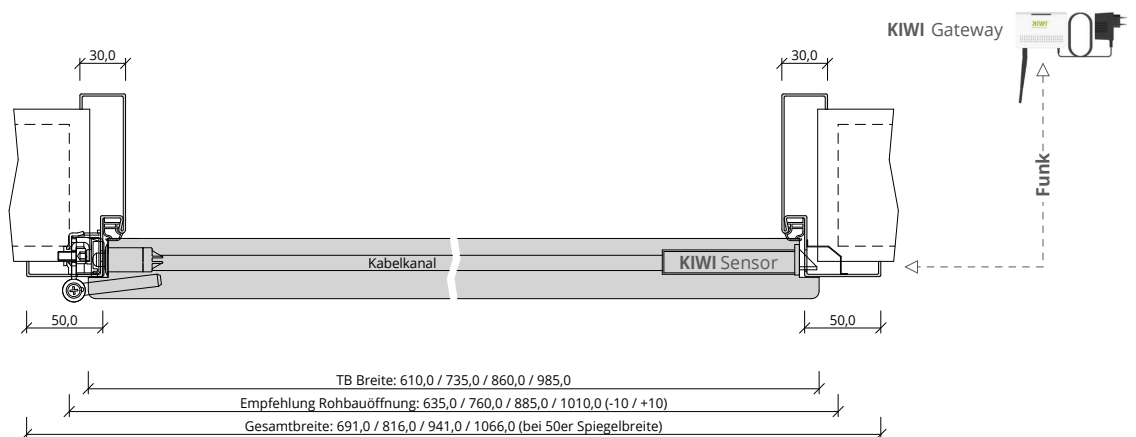 KIWI Gateway
KIWI
30,0
30,0
Funk
Kabelkanal
KIWI Sensor
50,0
50,0
TB Breite: 610,0 / 735,0 / 860,0 / 985,0
Empfehlung Rohbauöffnung: 635,0 / 760,0 / 885,0 / 1010,0 (-10 / +10)
Gesamtbreite: 691,0 / 816,0 / 941,0 / 1066,0 (bei 50er Spiegelbreite)